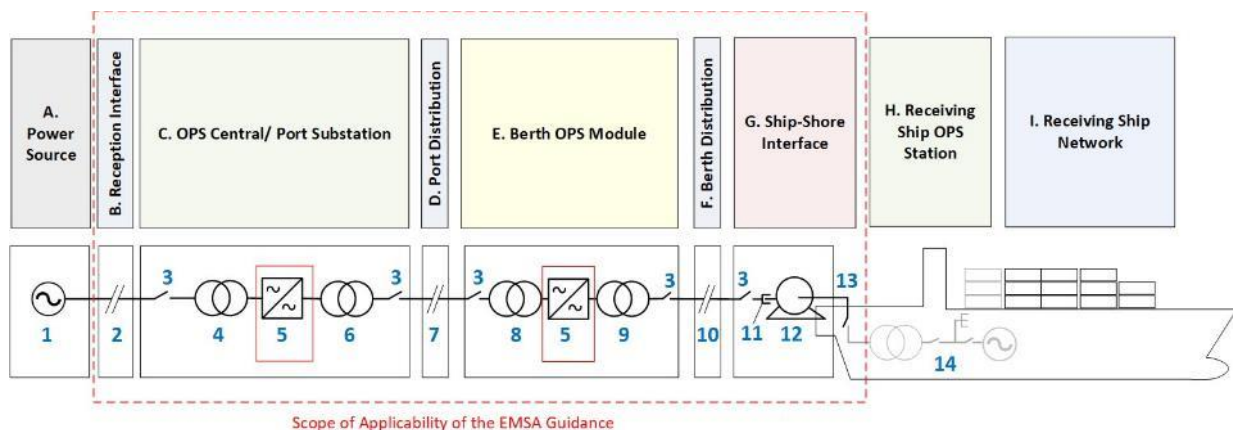 A.
Power
Source
B. Reception Interface
C. OPS Central/ Port Substation
D. Port Distribution
E. Berth OPS Module
F. Berth Distribution
G. Ship-Shore
Interface
H. Receiving
Ship OPS
Station
I. Receiving Ship
Network
3
3
3
3
3
13
1
2
4
5
6
7
8
5
9
10
11
12
14
Scope of Applicability of the EMSA Guidance